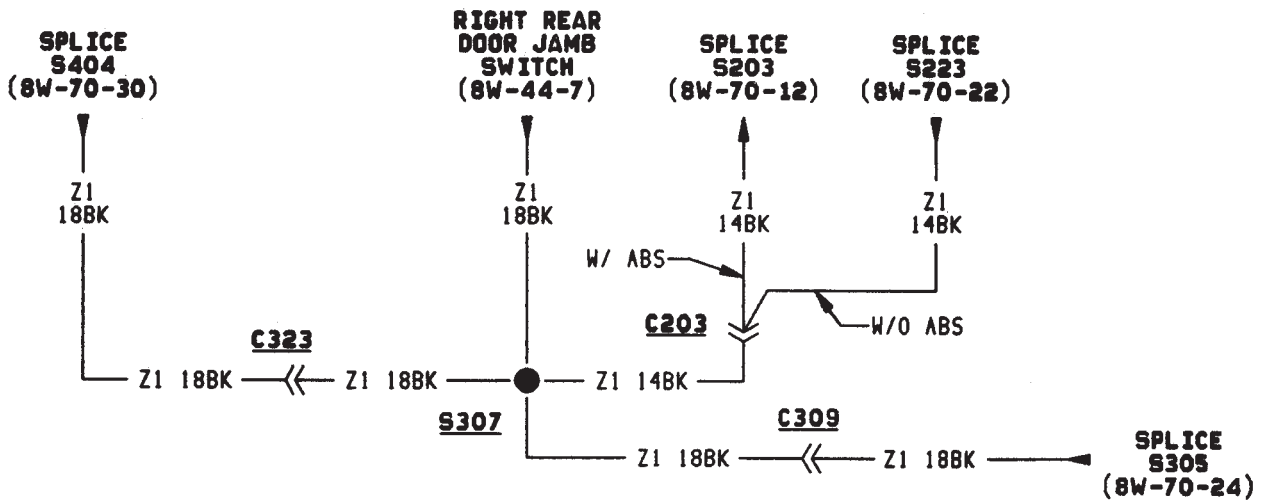 SPLICE
S404
(8W-70-30)
RIGHT REAR
DOOR JAMB
SWITCH
(8W-44-7)
SPLICE
S203
(8W-70-12)
SPLICE
S223
(8W-70-22)
Z1
18BK
Z1
18BK
Z1
14BK
Z1
14BK
W/ ABS
W/O ABS
C203
C323
Z1 18BK
Z1 18BK
Z1 14BK
S307
C309
Z1 18BK
Z1 18BK
SPLICE
S305
(8W-70-24)